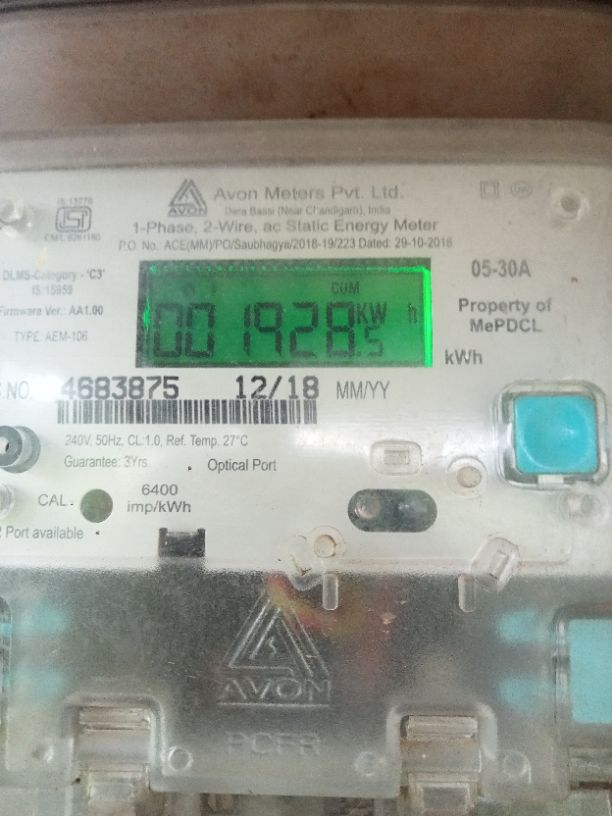 IS:13779
AVON
Avon Meters Pvt. Ltd.
Dera Bassi (Near Chandigarh), India
1-Phase, 2-Wire, ac Static Energy Meter
P.O. No.: ACE(MM)/PO/Saubhagya/2018-19/223 Dated: 29-10-2018
DLMS-Category - 'C3'
IS:15959
Firmware Ver.: AA1.00
TYPE: AEM-106
CUM
001928.5
KW h
05-30A
Property of
MePDCL
kWh
S.NO. 4683875 12/18 MM/YY
240V, 50Hz, CL:1.0, Ref. Temp. 27°C
Guarantee: 3Yrs.
Optical Port
CAL.
6400
imp/kWh
Port available
AVON